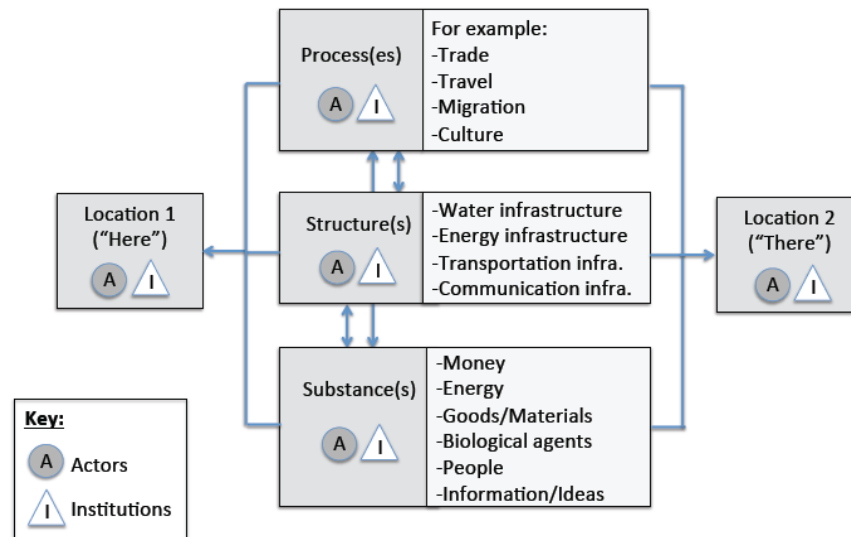 Process(es)
A I
For example:
-Trade
-Travel
-Migration
-Culture
Location 1
("Here")
A I
Structure(s)
A I
-Water infrastructure
-Energy infrastructure
-Transportation infra.
-Communication infra.
Location 2
("There")
A I
Substance(s)
A I
-Money
-Energy
-Goods/Materials
-Biological agents
-People
-Information/Ideas
Key:
A Actors
I Institutions